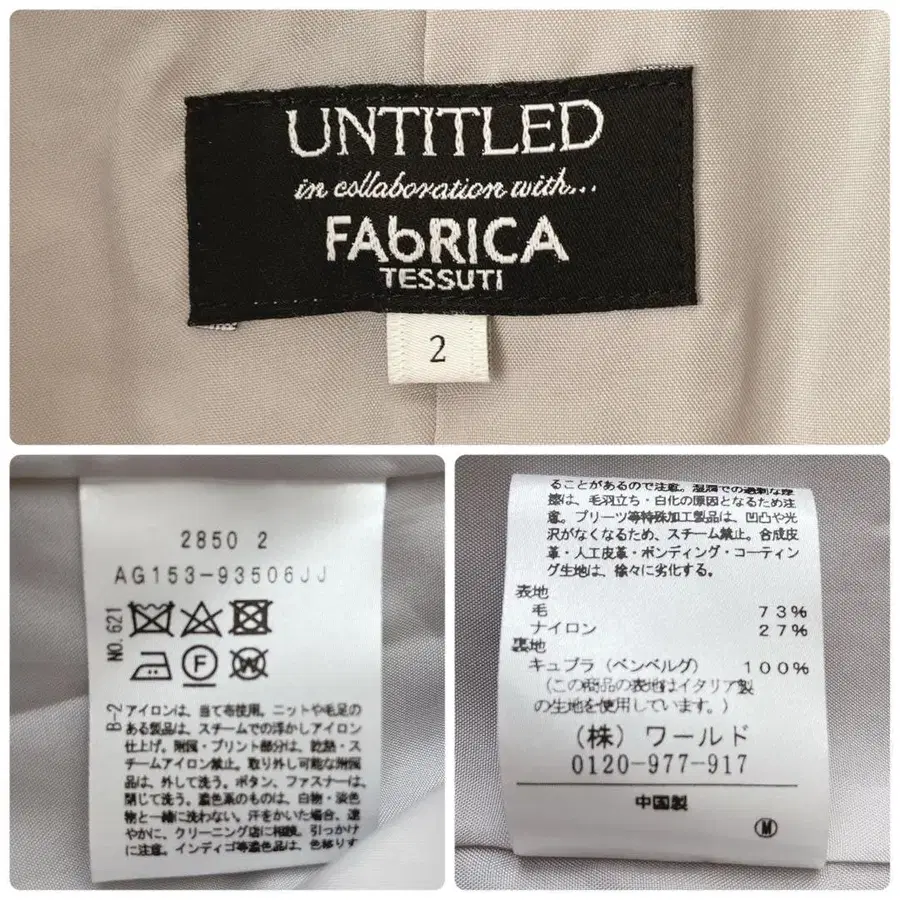 UNTITLED
in collaboration with...
FAbRICA
TESSUTI
2
2850 2
AG153-93506JJ
NO.621
F
W
B-2
アイロンは、当て布使用。ニットや毛足の
ある製品は、スチームでの浮かしアイロン
仕上げ。附属・プリント部分は、乾熱・ス
チームアイロン禁止。取り外し可能な附属
品は、外して洗う。ボタン、ファスナーは、
閉じて洗う。濃色系のものは、白物・淡色
物と一緒に洗わない。汗をかいた場合、速
やかに、クリーニング店に相談。引っかけ
に注意。インディゴ等濃色品は、色移りす
ることがあるので注意。湿潤での過剰な摩
擦は、毛羽立ち・白化の原因となるため注
意。プリーツ等特殊加工製品は、凹凸や光
沢がなくなるため、スチーム禁止。合成皮
革・人工皮革・ボンディング・コーティン
グ生地は、徐々に劣化する。
表地
毛 73%
ナイロン 27%
裏地
キュプラ（ベンベルグ） 100%
（この商品の表地はイタリア製
の生地を使用しています。）
（株）ワールド
0120-977-917
中国製
M